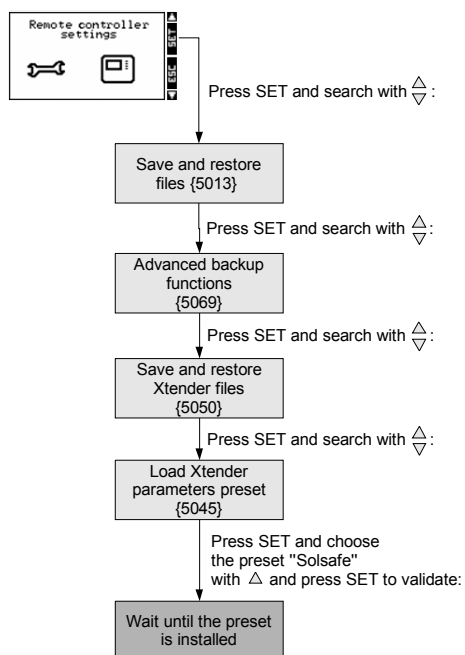 Remote controller
settings
SET
ESC
Press SET and search with △▽:
Save and restore
files {5013}
Press SET and search with △▽:
Advanced backup
functions
{5069}
Press SET and search with △▽:
Save and restore
Xtender files
{5050}
Press SET and search with △▽:
Load Xtender
parameters preset
{5045}
Press SET and choose
the preset "Solsafe"
with △ and press SET to validate:
Wait until the preset
is installed